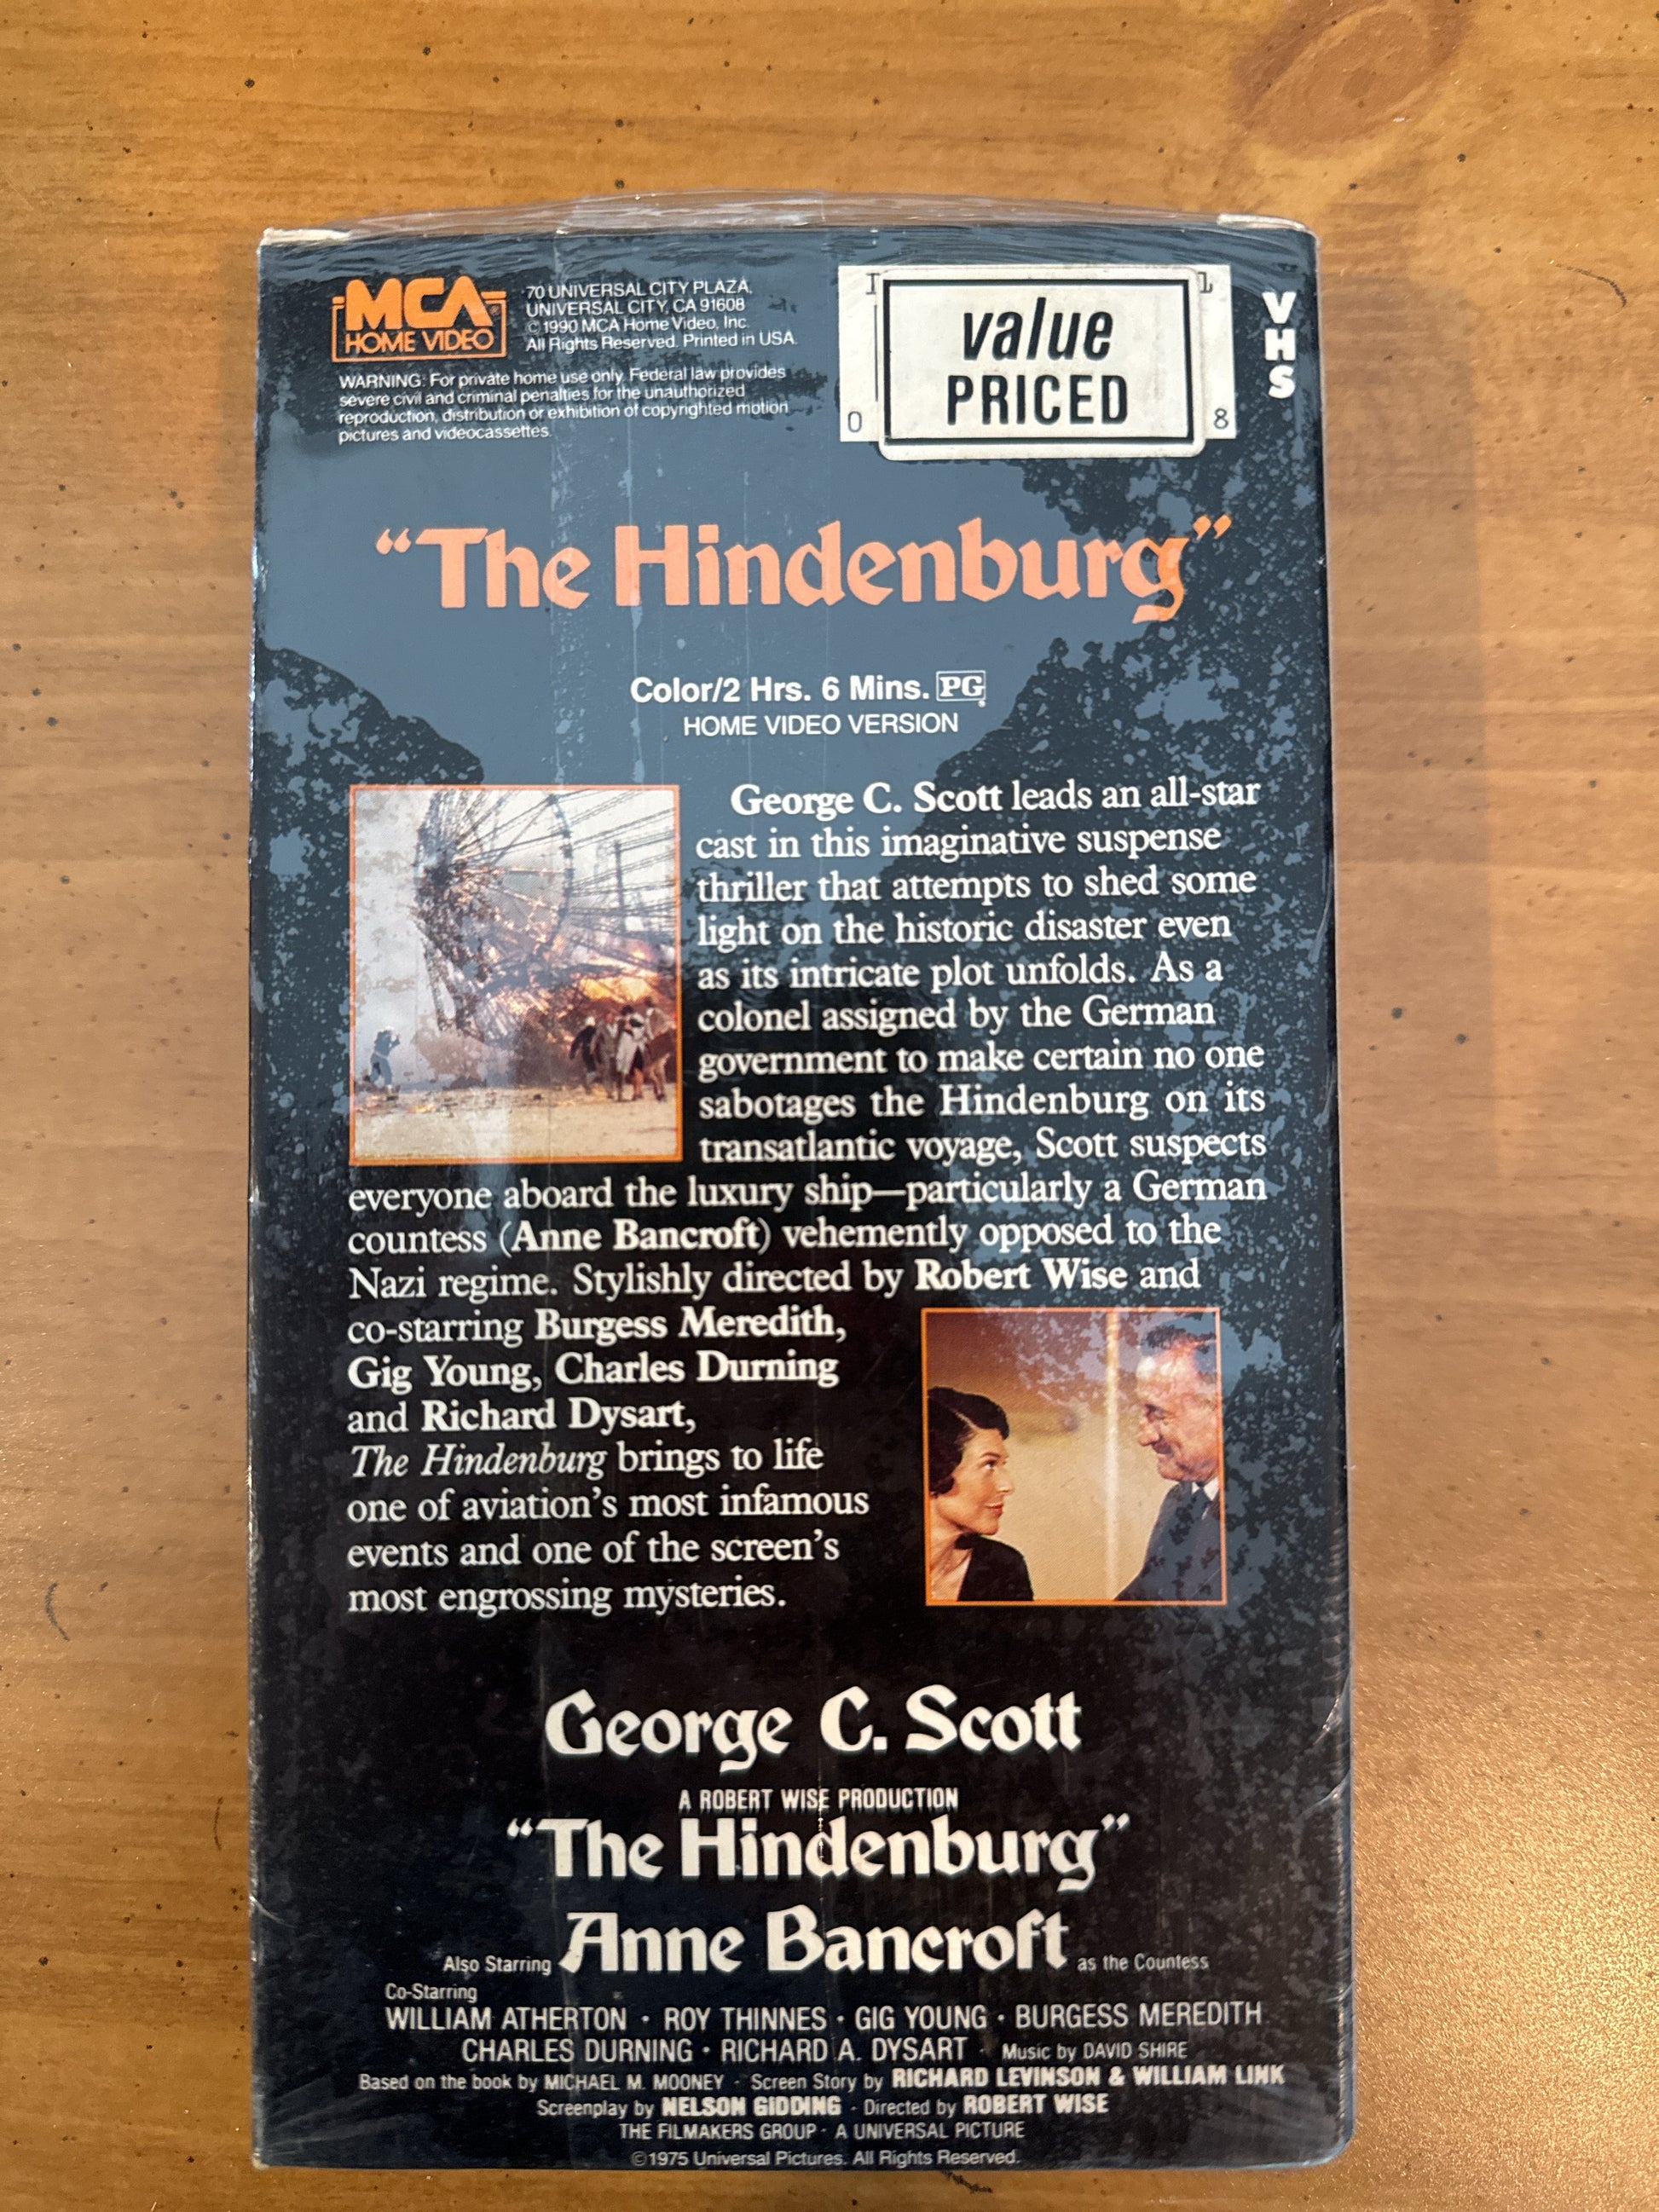 MCA
HOME VIDEO
70 UNIVERSAL CITY PLAZA,
UNIVERSAL CITY, CA 91608
© 1990 MCA Home Video, Inc.
All Rights Reserved. Printed in USA.
WARNING: For private home use only. Federal law provides
severe civil and criminal penalties for the unauthorized
reproduction, distribution or exhibition of copyrighted motion
pictures and videocassettes.
value
PRICED
0
8
VHS
“The Hindenburg”
Color/2 Hrs. 6 Mins. PG
HOME VIDEO VERSION
George C. Scott leads an all-star
cast in this imaginative suspense
thriller that attempts to shed some
light on the historic disaster even
as its intricate plot unfolds. As a
colonel assigned by the German
government to make certain no one
sabotages the Hindenburg on its
transatlantic voyage, Scott suspects
everyone aboard the luxury ship—particularly a German
countess (Anne Bancroft) vehemently opposed to the
Nazi regime. Stylishly directed by Robert Wise and
co-starring Burgess Meredith,
Gig Young, Charles Durning
and Richard Dysart,
The Hindenburg brings to life
one of aviation’s most infamous
events and one of the screen’s
most engrossing mysteries.
George C. Scott
A ROBERT WISE PRODUCTION
“The Hindenburg”
Also Starring Anne Bancroft as the Countess
Co-Starring
WILLIAM ATHERTON · ROY THINNES · GIG YOUNG · BURGESS MEREDITH
CHARLES DURNING · RICHARD A. DYSART · Music by DAVID SHIRE
Based on the book by MICHAEL M. MOONEY · Screen Story by RICHARD LEVINSON & WILLIAM LINK
Screenplay by NELSON GIDDING · Directed by ROBERT WISE
THE FILMAKERS GROUP · A UNIVERSAL PICTURE
©1975 Universal Pictures. All Rights Reserved.